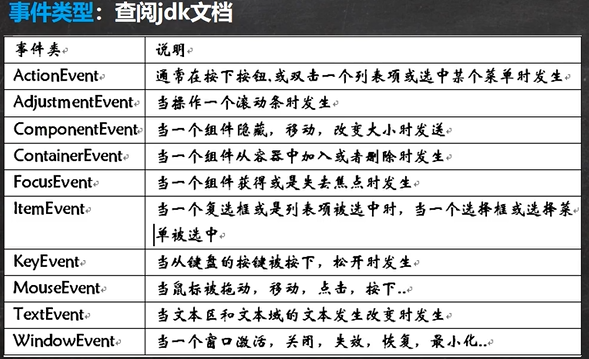 事件类型：查阅jdk文档
事件类 说明
ActionEvent 通常在按下按钮,或双击一个列表项或选中某个菜单时发生
AdjustmentEvent 当操作一个滚动条时发生
ComponentEvent 当一个组件隐藏，移动，改变大小时发送
ContainerEvent 当一个组件从容器中加入或者删除时发生
FocusEvent 当一个组件获得或是失去焦点时发生
ItemEvent 当一个复选框或是列表项被选中时，当一个选择框或选择菜
单被选中
KeyEvent 当从键盘的按键被按下，松开时发生
MouseEvent 当鼠标被拖动，移动，点击，按下..
TextEvent 当文本区和文本域的文本发生改变时发生
WindowEvent 当一个窗口激活，关闭，失效，恢复，最小化..